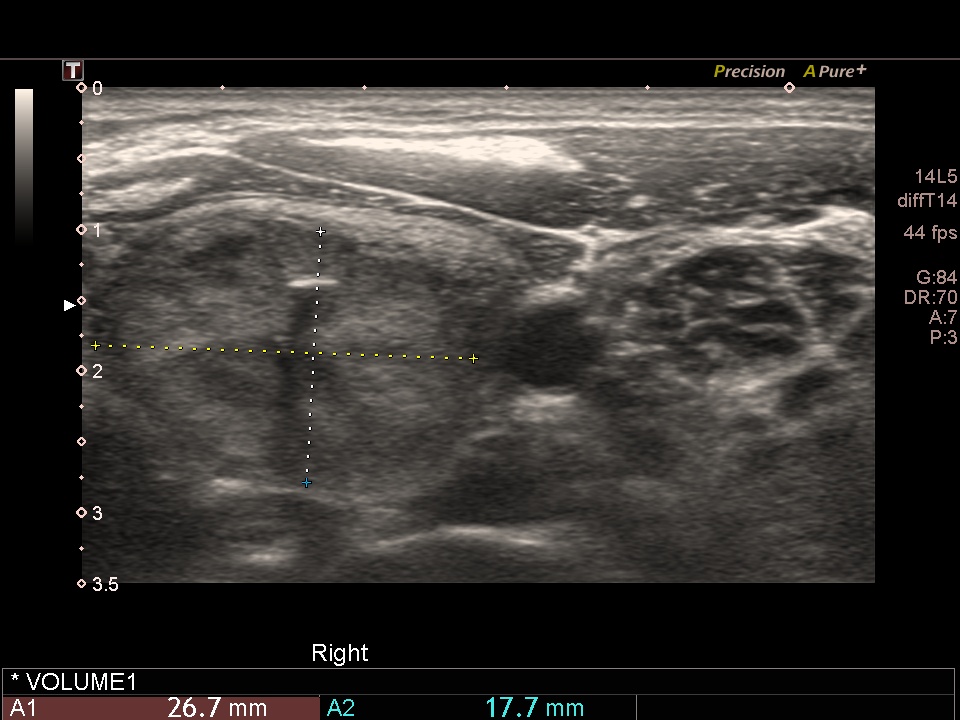 T
Precision A Pure+
0
1
2
3
3.5
14L5
diffT14
44 fps
G:84
DR:70
A:7
P:3
Right
* VOLUME1
A1 26.7 mm A2 17.7 mm